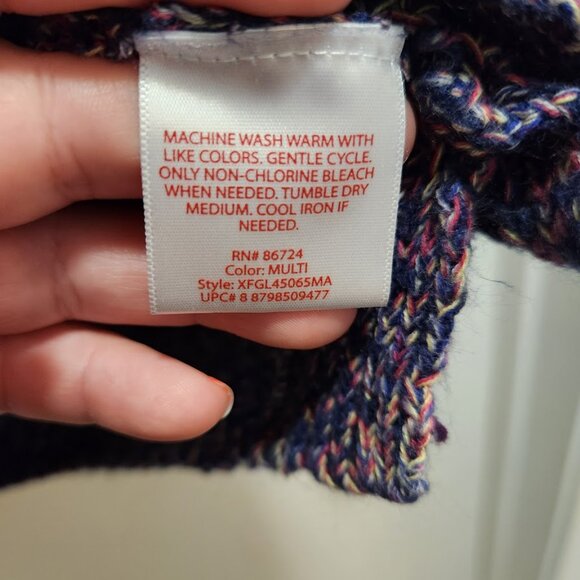 MACHINE WASH WARM WITH
LIKE COLORS. GENTLE CYCLE.
ONLY NON-CHLORINE BLEACH
WHEN NEEDED. TUMBLE DRY
MEDIUM. COOL IRON IF
NEEDED.
RN# 86724
Color: MULTI
Style: XFGL45065MA
UPC# 8 8798509477